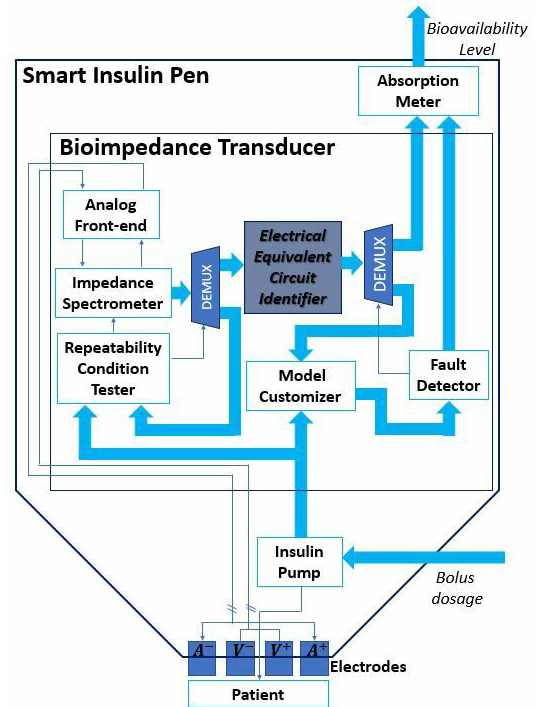 Bioavailability
Level
Smart Insulin Pen
Absorption
Meter
Bioimpedance Transducer
Analog
Front-end
Electrical
Equivalent
Circuit
Identifier
DEMUX
DEMUX
Impedance
Spectrometer
Repeatability
Condition
Tester
Model
Customizer
Fault
Detector
Insulin
Pump
Bolus
dosage
A⁻ V⁻ V⁺ A⁺
Electrodes
Patient